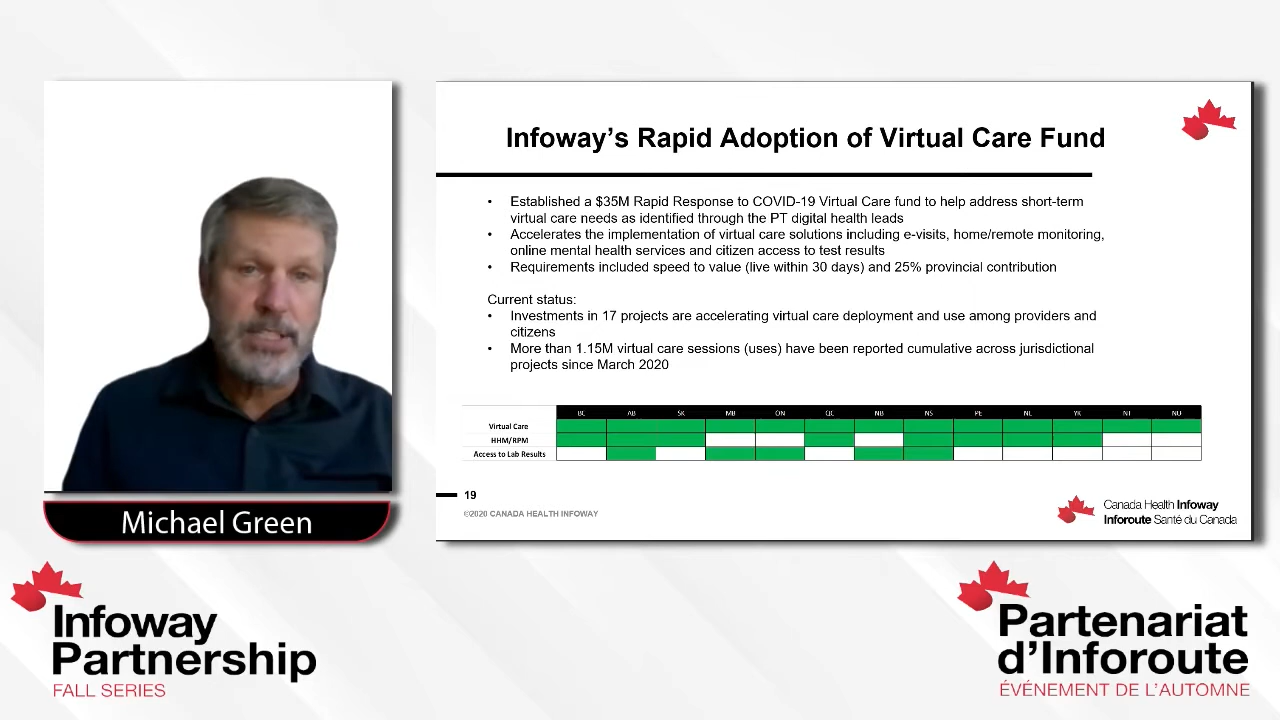 Infoway's Rapid Adoption of Virtual Care Fund
• Established a $35M Rapid Response to COVID-19 Virtual Care fund to help address short-term
virtual care needs as identified through the PT digital health leads
• Accelerates the implementation of virtual care solutions including e-visits, home/remote monitoring,
online mental health services and citizen access to test results
• Requirements included speed to value (live within 30 days) and 25% provincial contribution
Current status:
• Investments in 17 projects are accelerating virtual care deployment and use among providers and
citizens
• More than 1.15M virtual care sessions (uses) have been reported cumulative across jurisdictional
projects since March 2020
BC AB SK MB ON QC NB NS PE NL YK NT NU
Virtual Care
HHM/RPM
Access to Lab Results
19
©2020 CANADA HEALTH INFOWAY
Canada Health Infoway
Inforoute Santé du Canada
Michael Green
Infoway
Partnership
FALL SERIES
Partenariat
d'Inforoute
ÉVÉNEMENT DE L'AUTOMNE